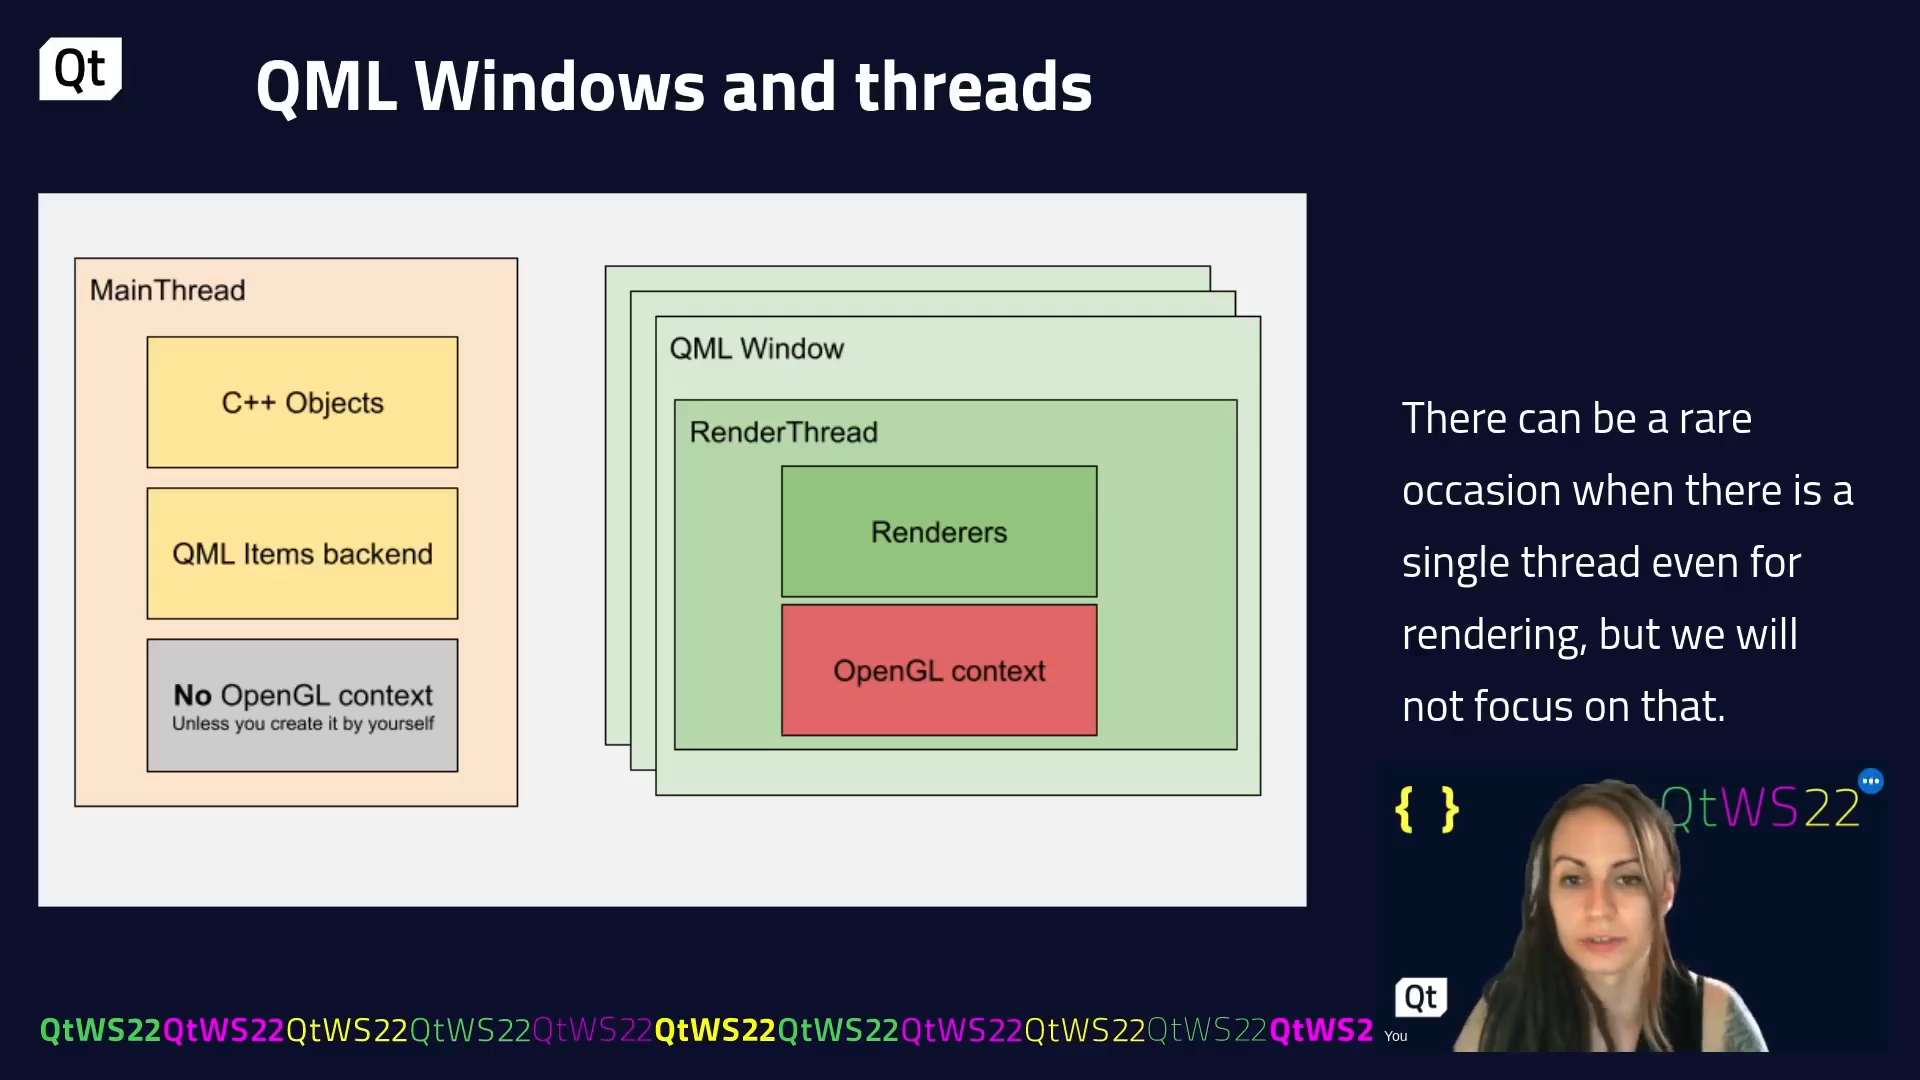 Qt
QML Windows and threads
MainThread
C++ Objects
QML Items backend
No OpenGL context
Unless you create it by yourself
QML Window
RenderThread
Renderers
OpenGL context
There can be a rare
occasion when there is a
single thread even for
rendering, but we will
not focus on that.
{ } QtWS22
Qt
You
QtWS22QtWS22QtWS22QtWS22QtWS22QtWS22QtWS22QtWS22QtWS22QtWS22QtWS2